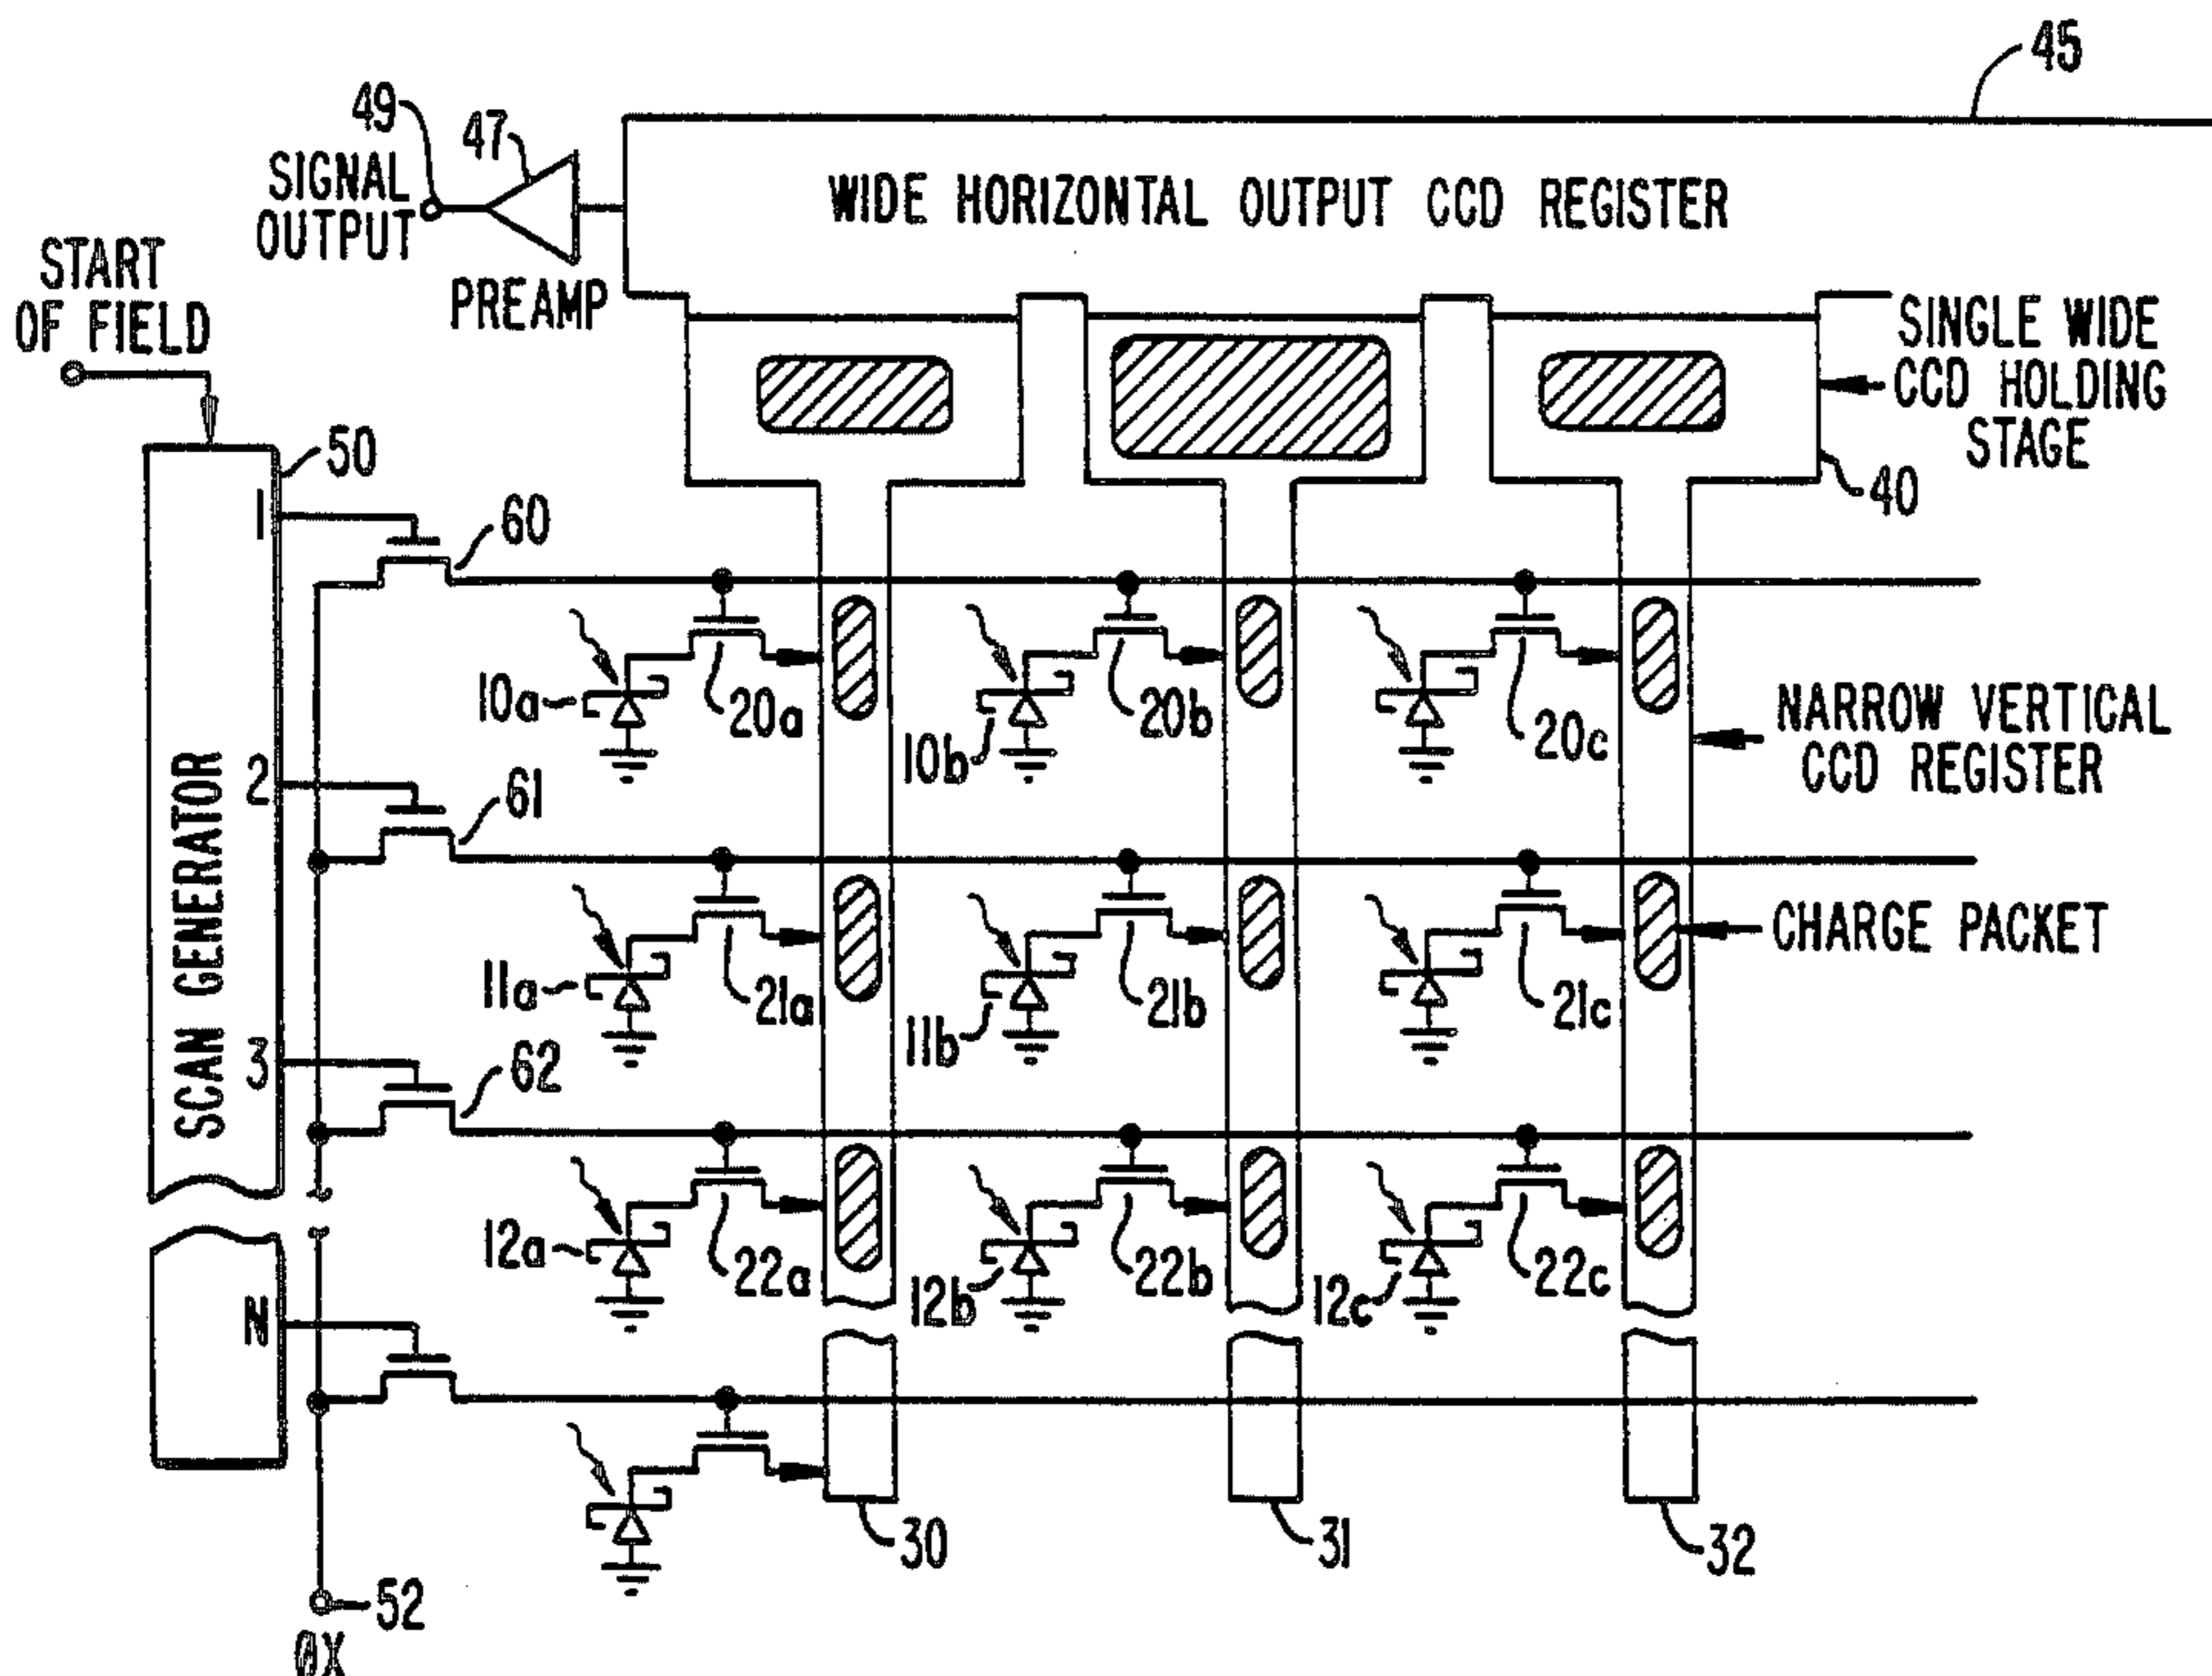 45
49
47
SIGNAL
OUTPUT
WIDE HORIZONTAL OUTPUT CCD REGISTER
START
OF FIELD
PREAMP
SINGLE WIDE
CCD HOLDING
STAGE
40
50
1
60
10a
20a
10b
20b
20c
NARROW VERTICAL
CCD REGISTER
SCAN GENERATOR
2
61
11a
21a
11b
21b
21c
CHARGE PACKET
3
62
12a
22a
12b
22b
12c
22c
N
30
31
32
52
ØX